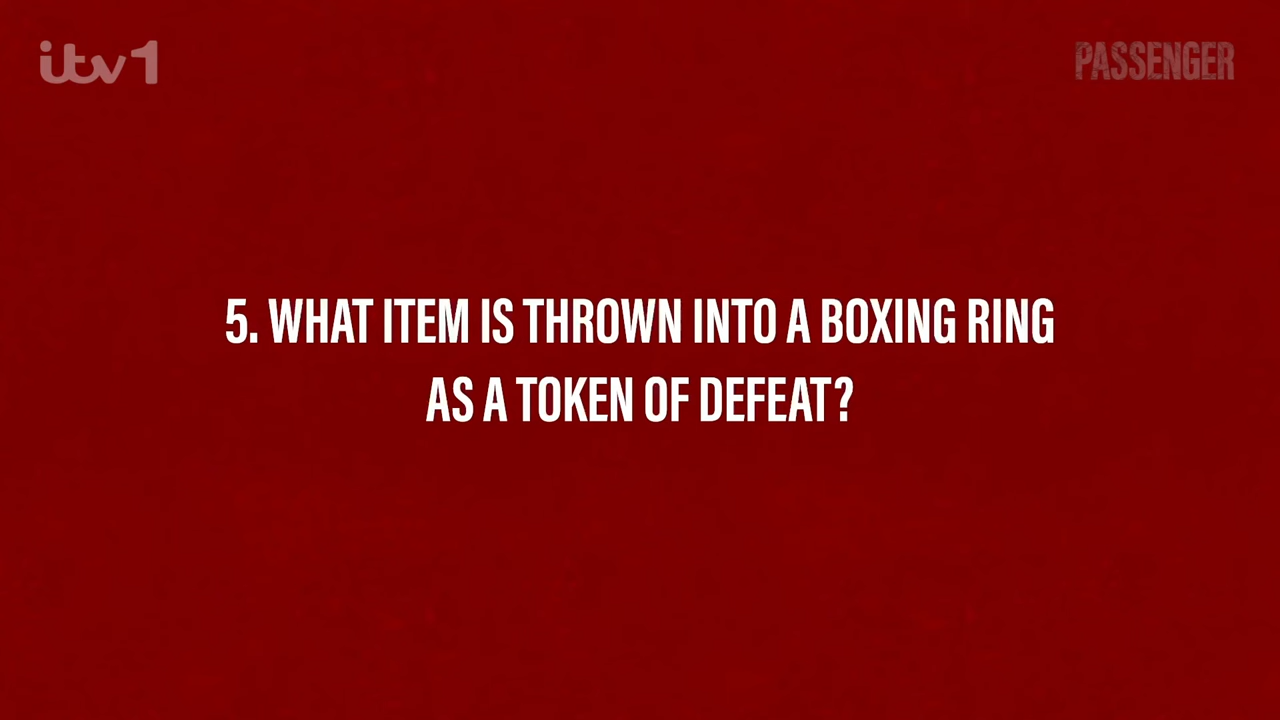 itv1
PASSENGER
5. WHAT ITEM IS THROWN INTO A BOXING RING
AS A TOKEN OF DEFEAT?